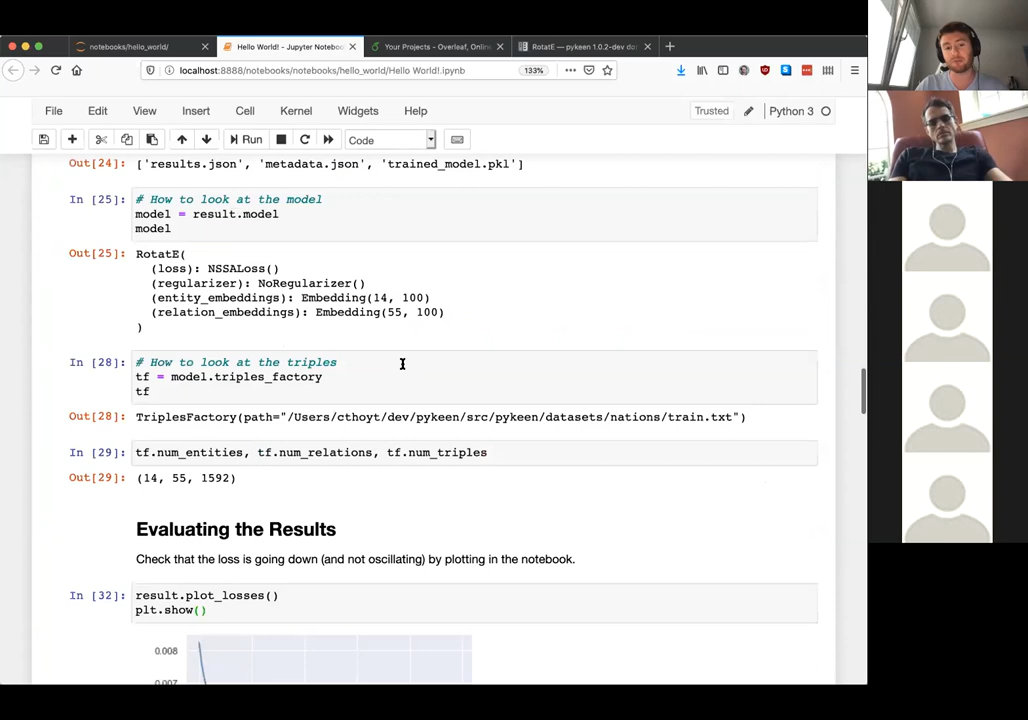 notebooks/hello_world/
Hello World! - Jupyter Noteboo
Your Projects - Overleaf, Onlin
RotatE — pykeen 1.0.2-dev do
localhost:8888/notebooks/notebooks/hello_world/Hello World!.ipynb
133%
File Edit View Insert Cell Kernel Widgets Help
Trusted
Python 3
Run
Code
Out[24]: ['results.json', 'metadata.json', 'trained_model.pkl']
In [25]: # How to look at the model
model = result.model
model
Out[25]: RotatE(
(loss): NSSALoss()
(regularizer): NoRegularizer()
(entity_embeddings): Embedding(14, 100)
(relation_embeddings): Embedding(55, 100)
)
In [28]: # How to look at the triples
tf = model.triples_factory
tf
Out[28]: TriplesFactory(path="/Users/cthoyt/dev/pykeen/src/pykeen/datasets/nations/train.txt")
In [29]: tf.num_entities, tf.num_relations, tf.num_triples
Out[29]: (14, 55, 1592)
Evaluating the Results
Check that the loss is going down (and not oscillating) by plotting in the notebook.
In [32]: result.plot_losses()
plt.show()
0.008
0.007